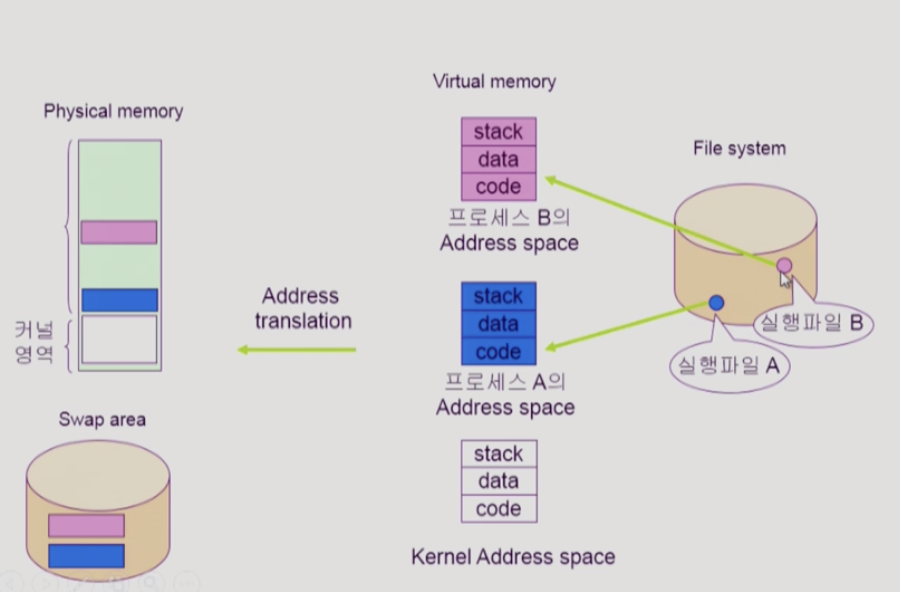 Physical memory
커널
영역
Swap area
Address
translation
Virtual memory
stack
data
code
프로세스 B의
Address space
stack
data
code
프로세스 A의
Address space
stack
data
code
Kernel Address space
File system
실행파일 B
실행파일 A